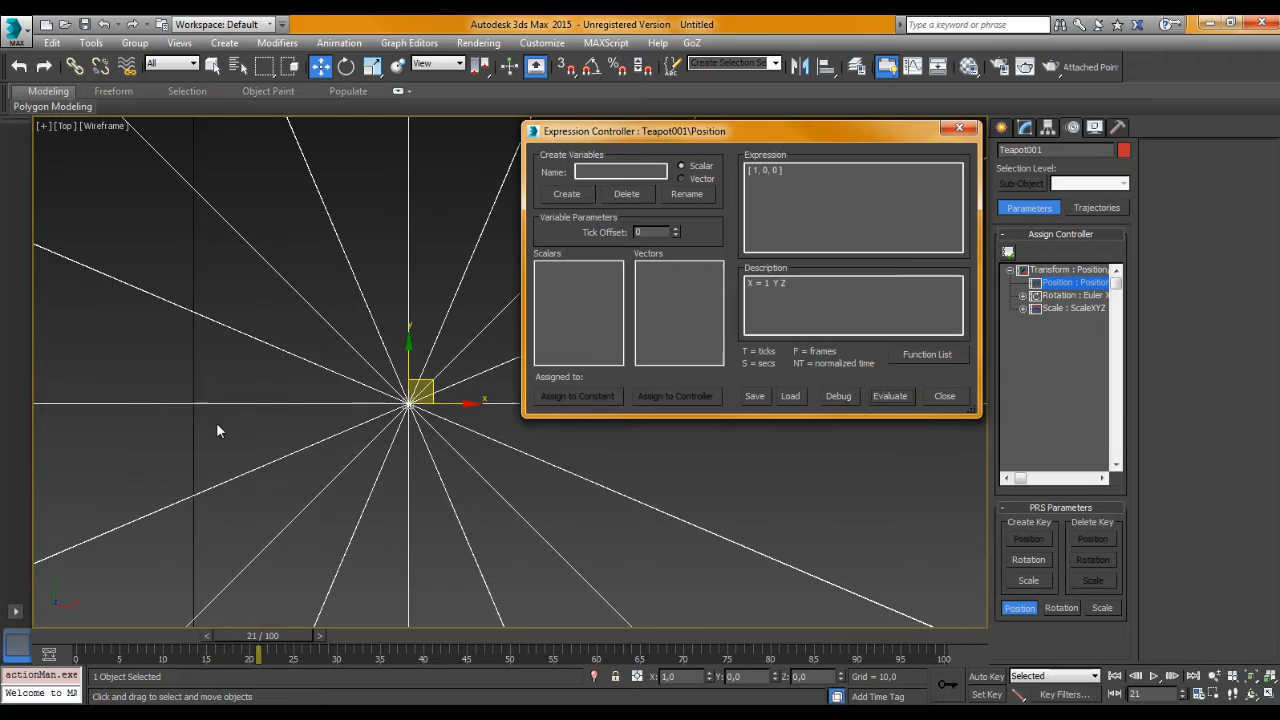 MAX
Workspace: Default
Autodesk 3ds Max 2015 - Unregistered Version Untitled
Type a keyword or phrase
Edit Tools Group Views Create Modifiers Animation Graph Editors Rendering Customize MAXScript Help GoZ
All View Create Selection Se Attached Point
Modeling Freeform Selection Object Paint Populate
Polygon Modeling
[+] [Top] [Wireframe]
Expression Controller : Teapot001\Position
Create Variables
Name:
Scalar
Vector
Create Delete Rename
Variable Parameters
Tick Offset: 0
Scalars Vectors
Assigned to:
Assign to Constant Assign to Controller
Expression
[ 1, 0, 0 ]
Description
X = 1 Y Z
T = ticks F = frames
S = secs NT = normalized time
Function List
Save Load Debug Evaluate Close
y
x
Teapot001
Selection Level:
Sub-Object
Parameters Trajectories
- Assign Controller
Transform : Position
Position : Positio
Rotation : Euler X
Scale : ScaleXYZ
- PRS Parameters
Create Key Delete Key
Position Position
Rotation Rotation
Scale Scale
Position Rotation Scale
< 21 / 100 >
0 5 10 15 20 25 30 35 40 45 50 55 60 65 70 75 80 85 90 95 100
actionMan.exe 1 Object Selected X: 1,0 Y: 0,0 Z: 0,0 Grid = 10,0 Auto Key Selected
Welcome to MA Click and drag to select and move objects Add Time Tag Set Key Key Filters... 21